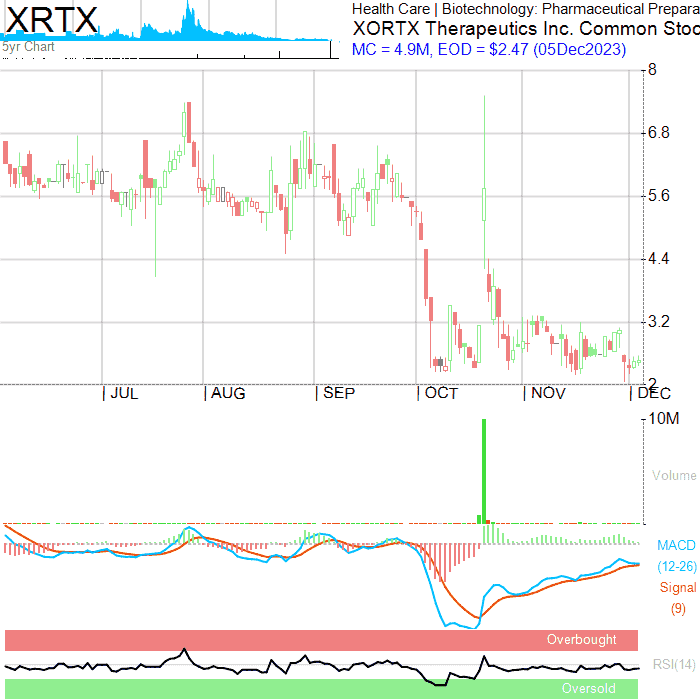 XRTX
5yr Chart
Health Care | Biotechnology: Pharmaceutical Prepara
XORTX Therapeutics Inc. Common Stoc
MC = 4.9M, EOD = $2.47 (05Dec2023)
8
6.8
5.6
4.4
3.2
2
| JUL | AUG | SEP | OCT | NOV | DEC
10M
Volume
MACD
(12-26)
Signal
(9)
Overbought
RSI(14)
Oversold